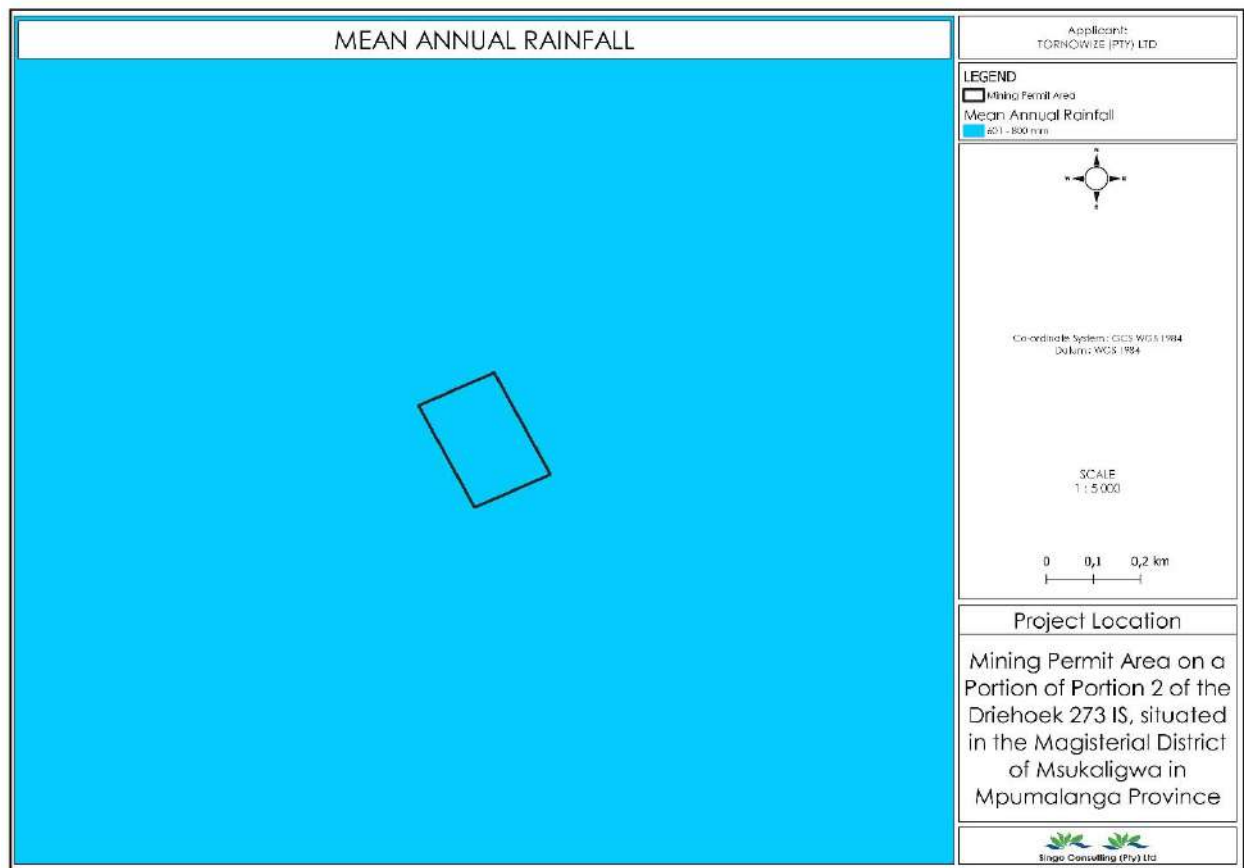 MEAN ANNUAL RAINFALL
Applicant:
TORNOWIZE (PTY) LTD
LEGEND
Mining Permit Area
Mean Annual Rainfall
601 - 800 mm
N
W
E
S
Co-ordinate System: GCS WGS 1984
Datum: WGS 1984
SCALE
1 : 5 000
0 0,1 0,2 km
Project Location
Mining Permit Area on a
Portion of Portion 2 of the
Driehoek 273 IS, situated
in the Magisterial District
of Msukaligwa in
Mpumalanga Province
Singo Consulting (Pty) Ltd